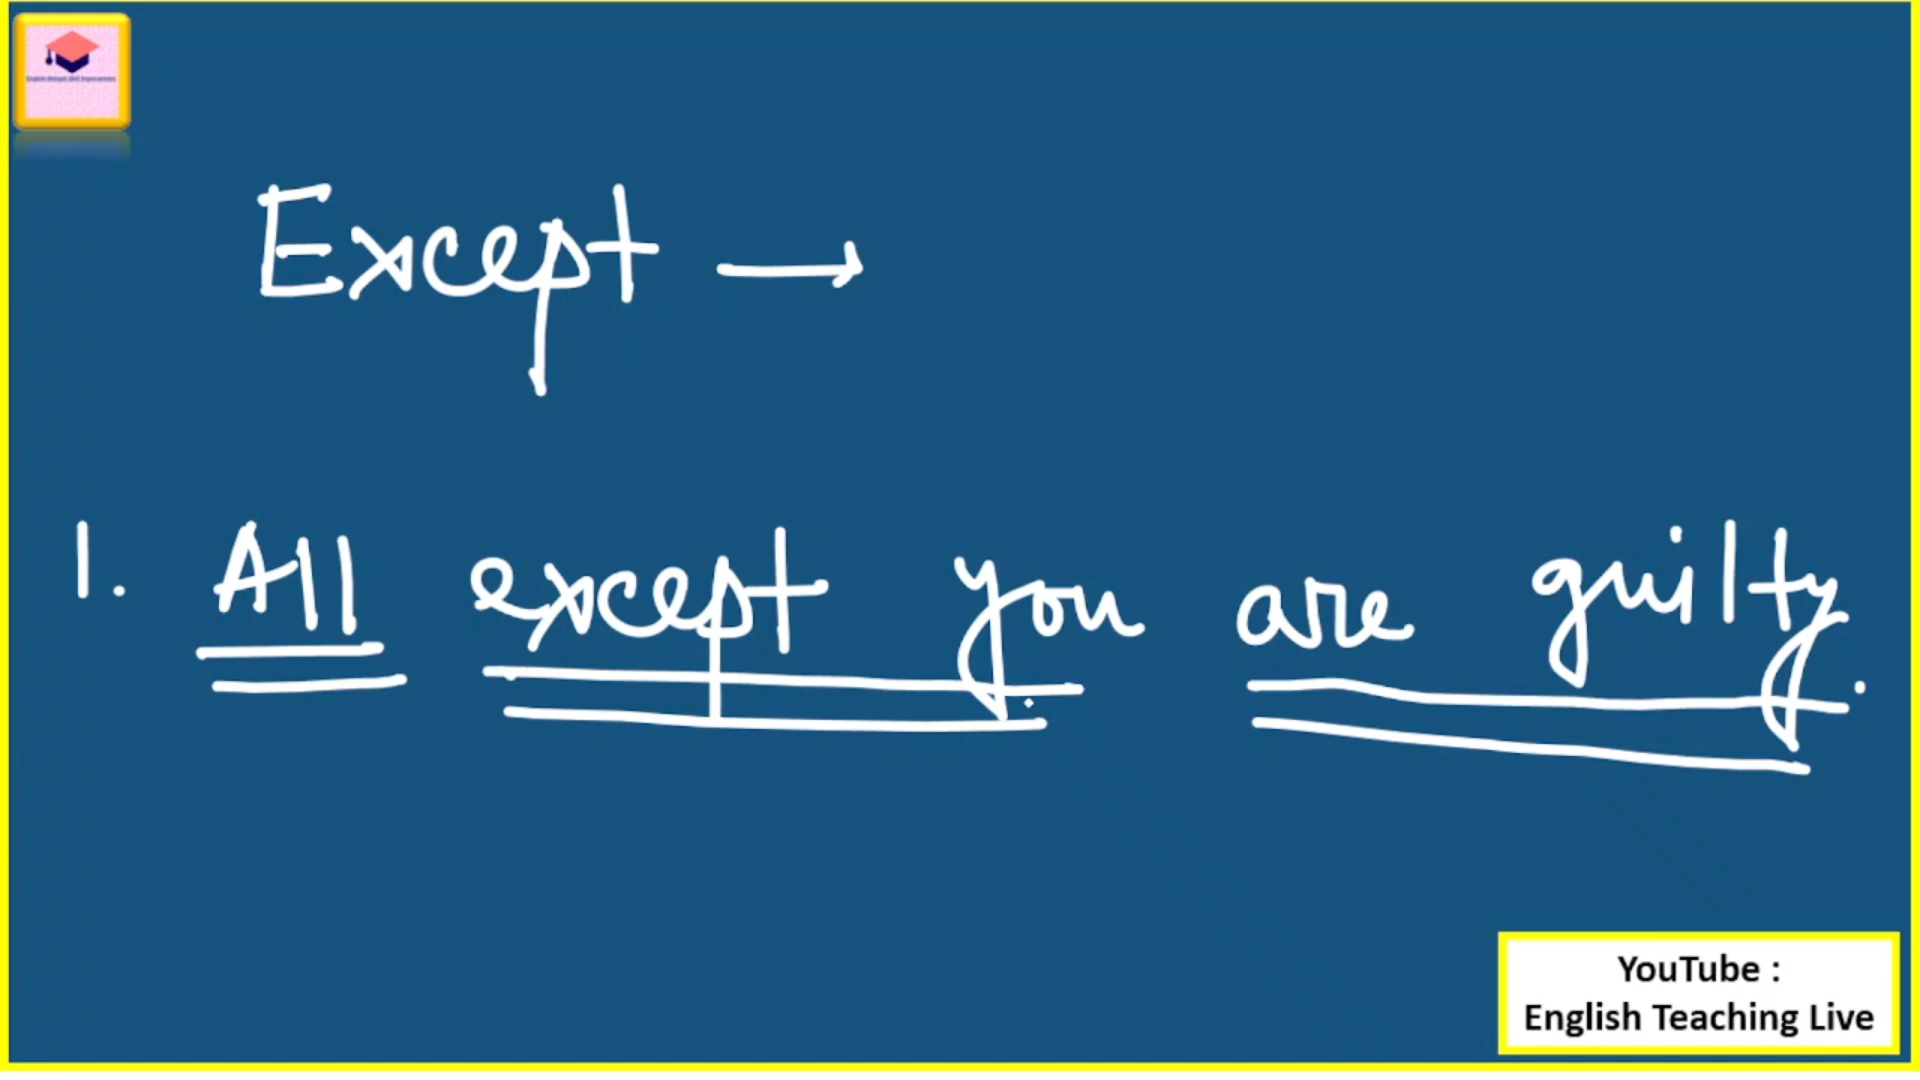 Except →
1. All except you are guilty.
YouTube :
English Teaching Live